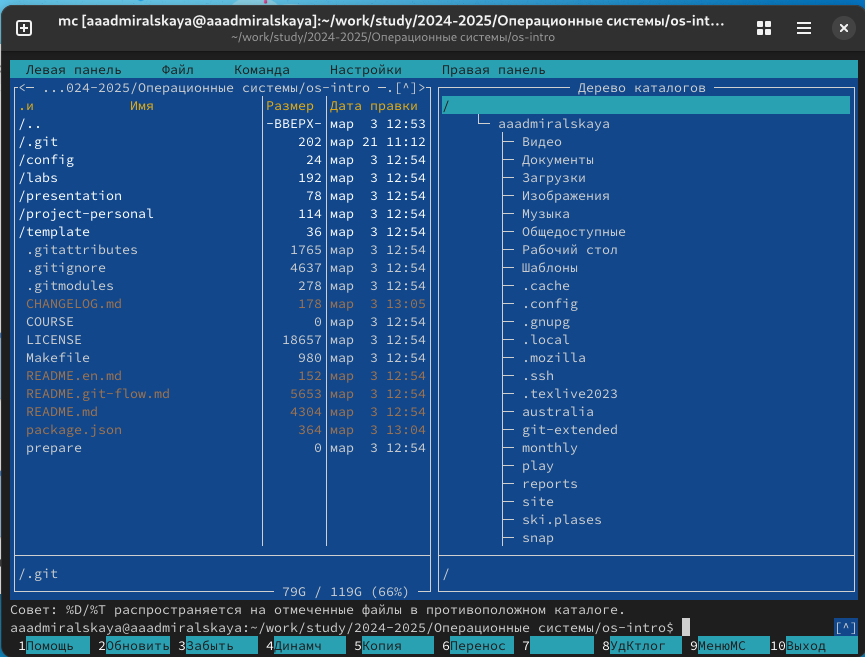 mc [aaadmiralskaya@aaadmiralskaya]:~/work/study/2024-2025/Операционные системы/os-int...
~/work/study/2024-2025/Операционные системы/os-intro
Левая панель Файл Команда Настройки Правая панель
<─ ...024-2025/Операционные системы/os-intro ─.[^]> Дерево каталогов
.и Имя Размер Дата правки /
/.. -ВВЕРХ- мар 3 12:53 aaadmiralskaya
/.git 202 мар 21 11:12 Видео
/config 24 мар 3 12:54 Документы
/labs 192 мар 3 12:54 Загрузки
/presentation 78 мар 3 12:54 Изображения
/project-personal 114 мар 3 12:54 Музыка
/template 36 мар 3 12:54 Общедоступные
.gitattributes 1765 мар 3 12:54 Рабочий стол
.gitignore 4637 мар 3 12:54 Шаблоны
.gitmodules 278 мар 3 12:54 .cache
CHANGELOG.md 178 мар 3 13:05 .config
COURSE 0 мар 3 12:54 .gnupg
LICENSE 18657 мар 3 12:54 .local
Makefile 980 мар 3 12:54 .mozilla
README.en.md 152 мар 3 12:54 .ssh
README.git-flow.md 5653 мар 3 12:54 .texlive2023
README.md 4304 мар 3 12:54 australia
package.json 364 мар 3 13:04 git-extended
prepare 0 мар 3 12:54 monthly
play
reports
site
ski.plases
snap
/.git /
79G / 119G (66%)
Совет: %D/%T распространяется на отмеченные файлы в противоположном каталоге.
aaadmiralskaya@aaadmiralskaya:~/work/study/2024-2025/Операционные системы/os-intro$ [^]
1Помощь 2Обновить 3Забыть 4Динамч 5Копия 6Перенос 7 8УдКтлог 9МенюMC 10Выход